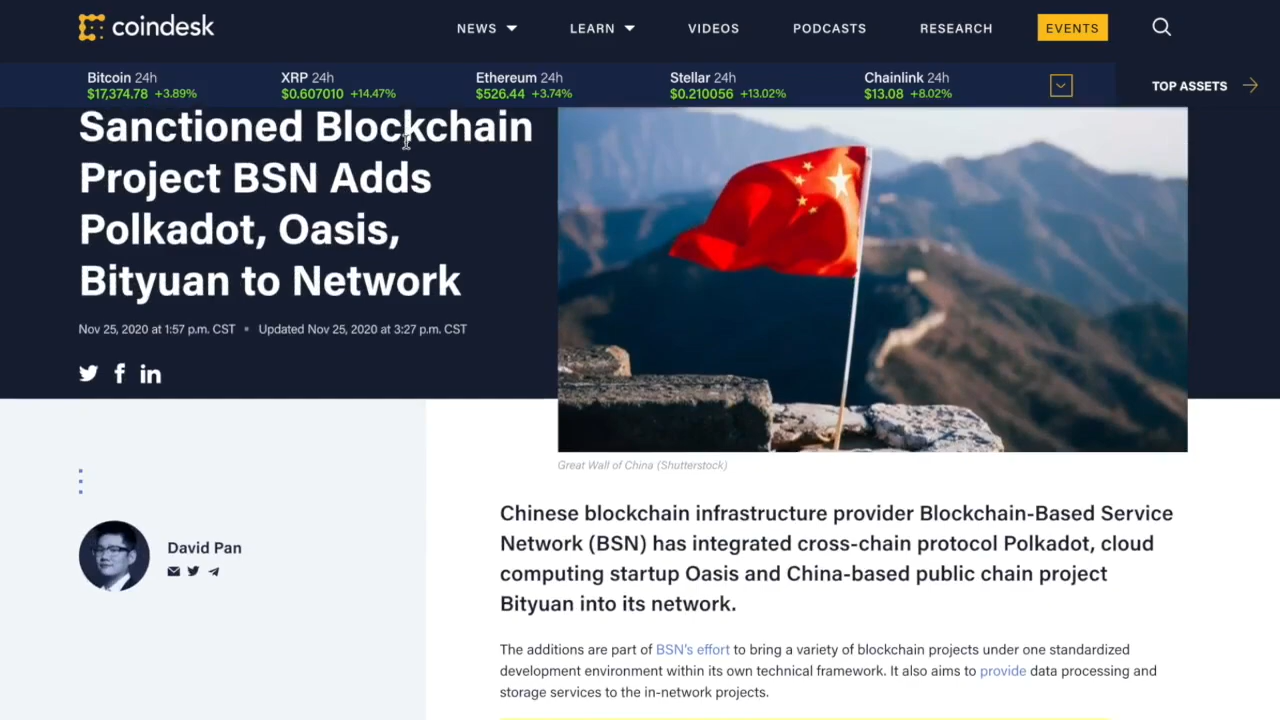 coindesk
NEWS
LEARN
VIDEOS
PODCASTS
RESEARCH
EVENTS
Bitcoin 24h
$17,374.78 +3.89%
XRP 24h
$0.607010 +14.47%
Ethereum 24h
$526.44 +3.74%
Stellar 24h
$0.210056 +13.02%
Chainlink 24h
$13.08 +8.02%
TOP ASSETS
Sanctioned Blockchain
Project BSN Adds
Polkadot, Oasis,
Bityuan to Network
Nov 25, 2020 at 1:57 p.m. CST • Updated Nov 25, 2020 at 3:27 p.m. CST
Great Wall of China (Shutterstock)
David Pan
Chinese blockchain infrastructure provider Blockchain-Based Service
Network (BSN) has integrated cross-chain protocol Polkadot, cloud
computing startup Oasis and China-based public chain project
Bityuan into its network.
The additions are part of BSN's effort to bring a variety of blockchain projects under one standardized
development environment within its own technical framework. It also aims to provide data processing and
storage services to the in-network projects.